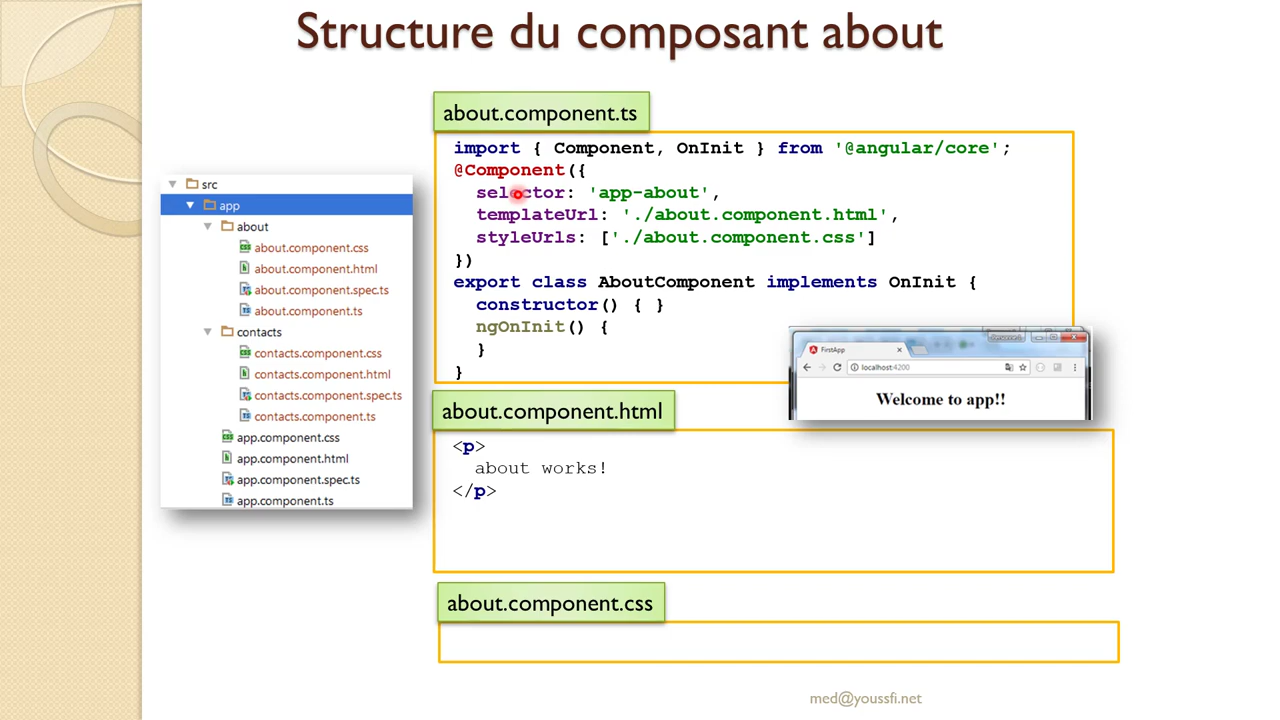 Structure du composant about
about.component.ts
import { Component, OnInit } from '@angular/core';
@Component({
selector: 'app-about',
templateUrl: './about.component.html',
styleUrls: ['./about.component.css']
})
export class AboutComponent implements OnInit {
constructor() { }
ngOnInit() {
}
}
src
app
about
about.component.css
about.component.html
about.component.spec.ts
about.component.ts
contacts
contacts.component.css
contacts.component.html
contacts.component.spec.ts
contacts.component.ts
app.component.css
app.component.html
app.component.spec.ts
app.component.ts
FirstApp
localhost:4200
Welcome to app!!
about.component.html
<p>
about works!
</p>
about.component.css
med@youssfi.net